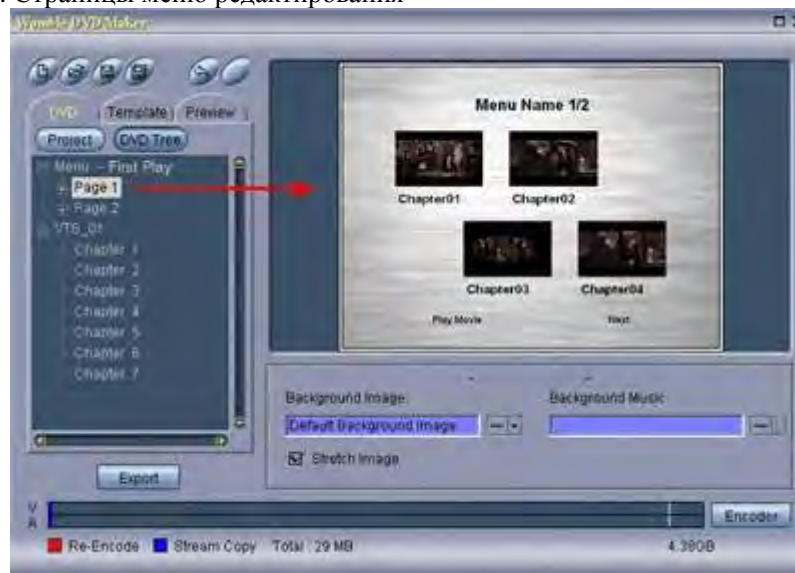 . Страницы меню редактирования
Womble DVD Maker
DVD Template Preview
Project DVD Tree
Menu -- First Play
Page 1
Page 2
VTS_01
Chapter 1
Chapter 2
Chapter 3
Chapter 4
Chapter 5
Chapter 6
Chapter 7
Export
Menu Name 1/2
Chapter01 Chapter02
Chapter03 Chapter04
Play Movie Next
Background Image Background Music
Default Background Image
Stretch Image
V
A
Encoder
Re-Encode Stream Copy Total : 29 MB 4.38GB